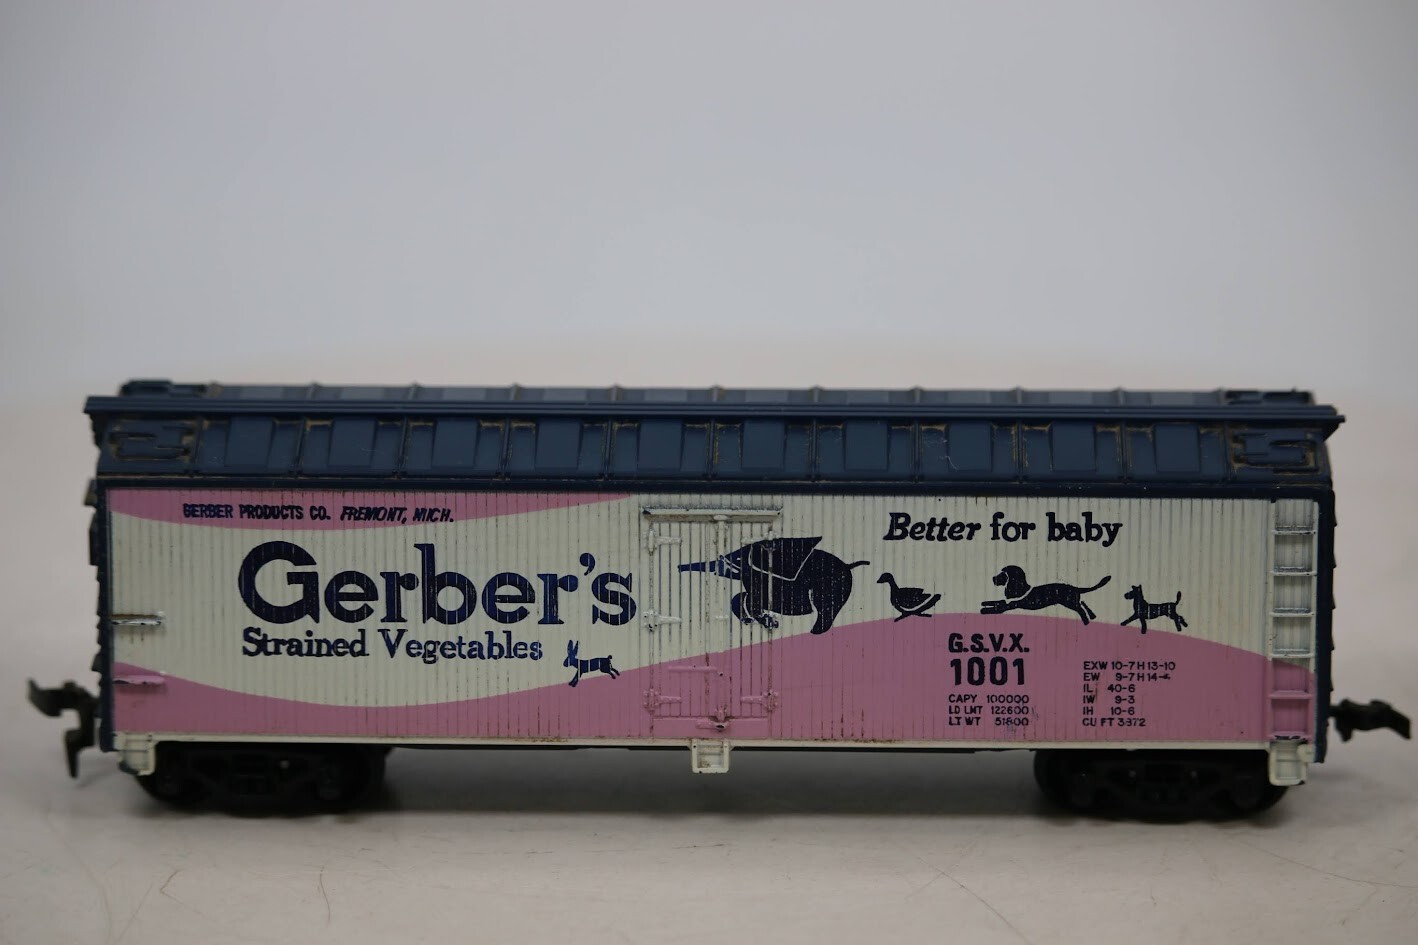 GERBER PRODUCTS CO. FREMONT, MICH.
Gerber's
Strained Vegetables
Better for baby
G.S.V.X.
1001
CAPY 100000
LD LMT 122600
LT WT 51800
EXW 10-7 H 13-10
EW 9-7 H 14-4
IL 40-6
IW 9-3
IH 10-6
CU FT 3872